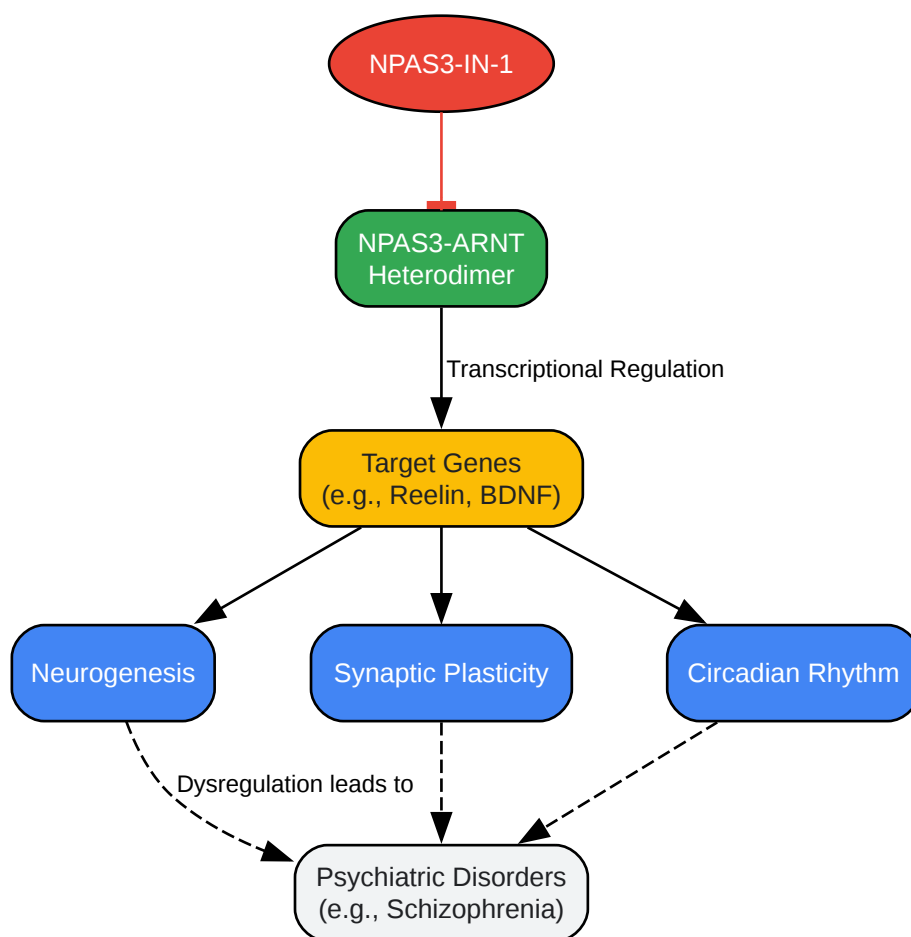 NPAS3-IN-1
NPAS3-ARNT
Heterodimer
Transcriptional Regulation
Target Genes
(e.g., Reelin, BDNF)
Neurogenesis
Synaptic Plasticity
Circadian Rhythm
Dysregulation leads to
Psychiatric Disorders
(e.g., Schizophrenia)